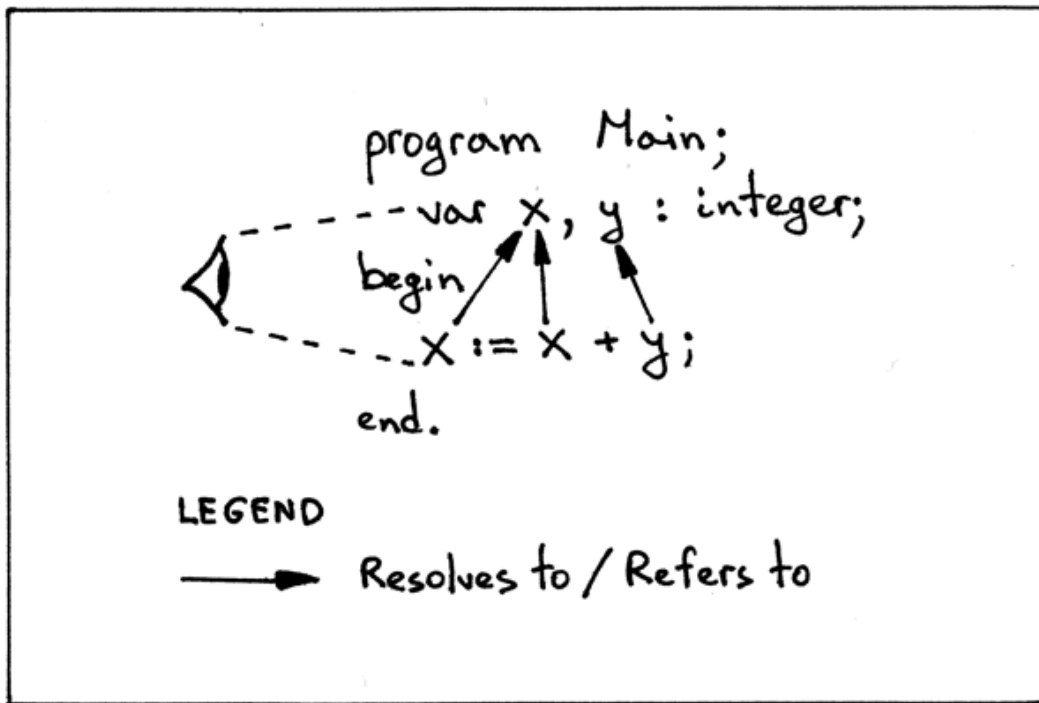 program Main;
var x, y : integer;
begin
x := x + y;
end.
LEGEND
Resolves to / Refers to